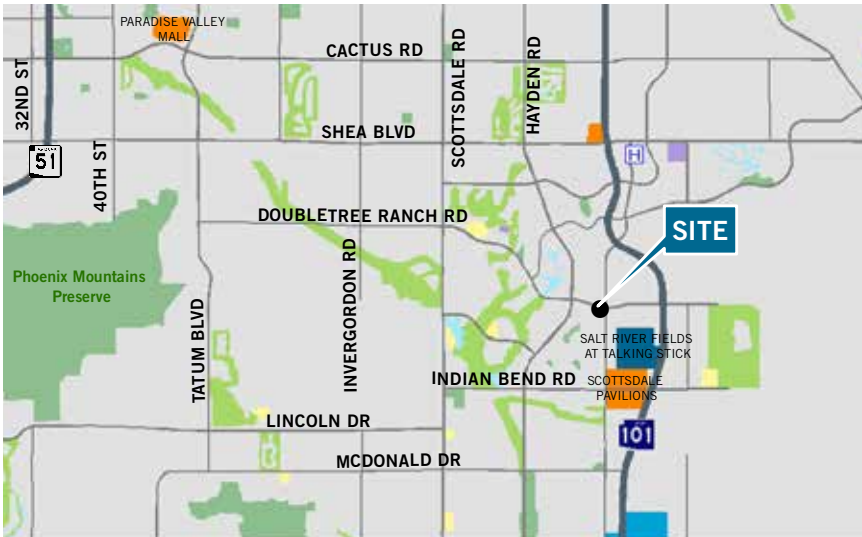 PARADISE VALLEY
MALL
CACTUS RD
32ND ST
SCOTTSDALE RD
HAYDEN RD
SHEA BLVD
51
H
40TH ST
DOUBLETREE RANCH RD
SITE
Phoenix Mountains
Preserve
INVERGORDON RD
TATUM BLVD
SALT RIVER FIELDS
AT TALKING STICK
INDIAN BEND RD
SCOTTSDALE
PAVILIONS
LINCOLN DR
101
MCDONALD DR